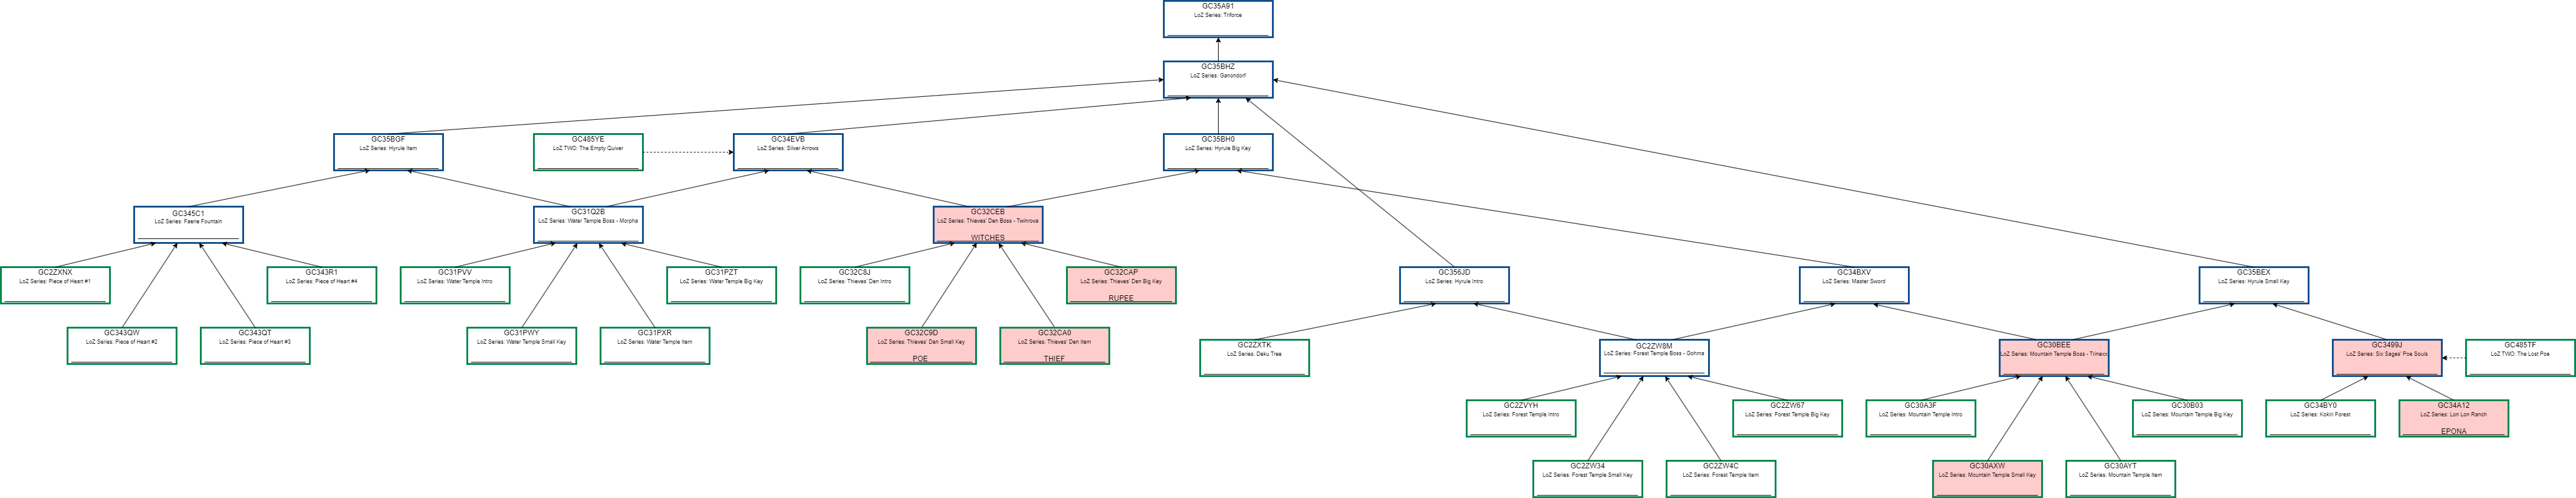 GC35A91
LoZ Series: Triforce
GC35BHZ
LoZ Series: Ganondorf
GC35BGF
LoZ Series: Hyrule Item
GC485YE
LoZ TWO: The Empty Quiver
GC34EVB
LoZ Series: Silver Arrows
GC35BH0
LoZ Series: Hyrule Big Key
GC345C1
LoZ Series: Faerie Fountain
GC31Q2B
LoZ Series: Water Temple Boss - Morpha
GC32CEB
LoZ Series: Thieves' Den Boss - Twinrova
WITCHES
GC2ZXNX
LoZ Series: Piece of Heart #1
GC343R1
LoZ Series: Piece of Heart #4
GC31PVV
LoZ Series: Water Temple Intro
GC31PZT
LoZ Series: Water Temple Big Key
GC32C8J
LoZ Series: Thieves' Den Intro
GC32CAP
LoZ Series: Thieves' Den Big Key
RUPEE
GC356JD
LoZ Series: Hyrule Intro
GC34BXV
LoZ Series: Master Sword
GC35BEX
LoZ Series: Hyrule Small Key
GC343QW
LoZ Series: Piece of Heart #2
GC343QT
LoZ Series: Piece of Heart #3
GC31PWY
LoZ Series: Water Temple Small Key
GC31PXR
LoZ Series: Water Temple Item
GC32C9D
LoZ Series: Thieves' Den Small Key
POE
GC32CA0
LoZ Series: Thieves' Den Item
THIEF
GC2ZXTK
LoZ Series: Deku Tree
GC2ZW8M
LoZ Series: Forest Temple Boss - Gohma
GC30BEE
LoZ Series: Mountain Temple Boss - Trinexx
GC3499J
LoZ Series: Six Sages' Poe Souls
GC485TF
LoZ TWO: The Lost Poe
GC2ZVYH
LoZ Series: Forest Temple Intro
GC2ZW67
LoZ Series: Forest Temple Big Key
GC30A3F
LoZ Series: Mountain Temple Intro
GC30B03
LoZ Series: Mountain Temple Big Key
GC34BY0
LoZ Series: Kokiri Forest
GC34A12
LoZ Series: Lon Lon Ranch
EPONA
GC2ZW34
LoZ Series: Forest Temple Small Key
GC2ZW4C
LoZ Series: Forest Temple Item
GC30AXW
LoZ Series: Mountain Temple Small Key
GC30AYT
LoZ Series: Mountain Temple Item